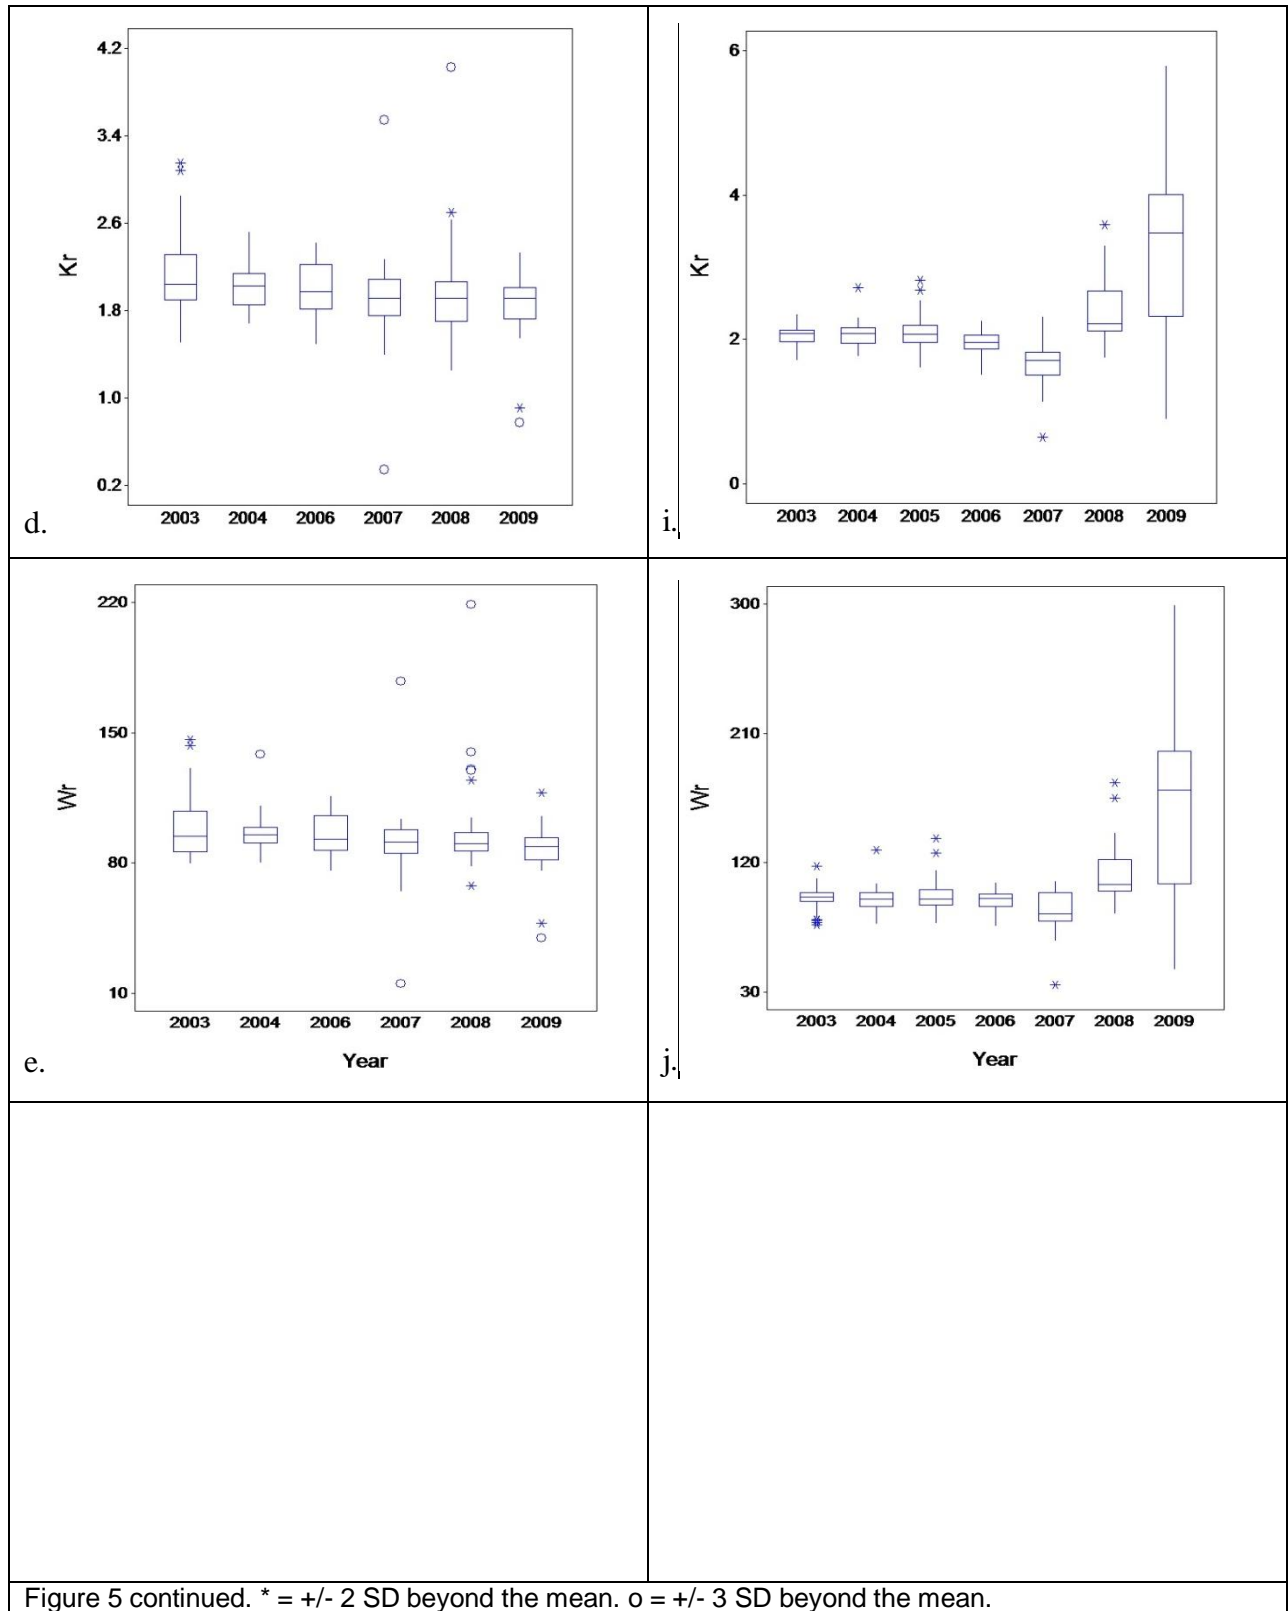 4.2
3.4
2.6
Kr
1.8
1.0
0.2
2003 2004 2006 2007 2008 2009
d.
6
4
Kr
2
0
2003 2004 2005 2006 2007 2008 2009
i.
220
150
Wr
80
10
2003 2004 2006 2007 2008 2009
Year
e.
300
210
Wr
120
30
2003 2004 2005 2006 2007 2008 2009
Year
j.
Figure 5 continued. * = +/- 2 SD beyond the mean. o = +/- 3 SD beyond the mean.